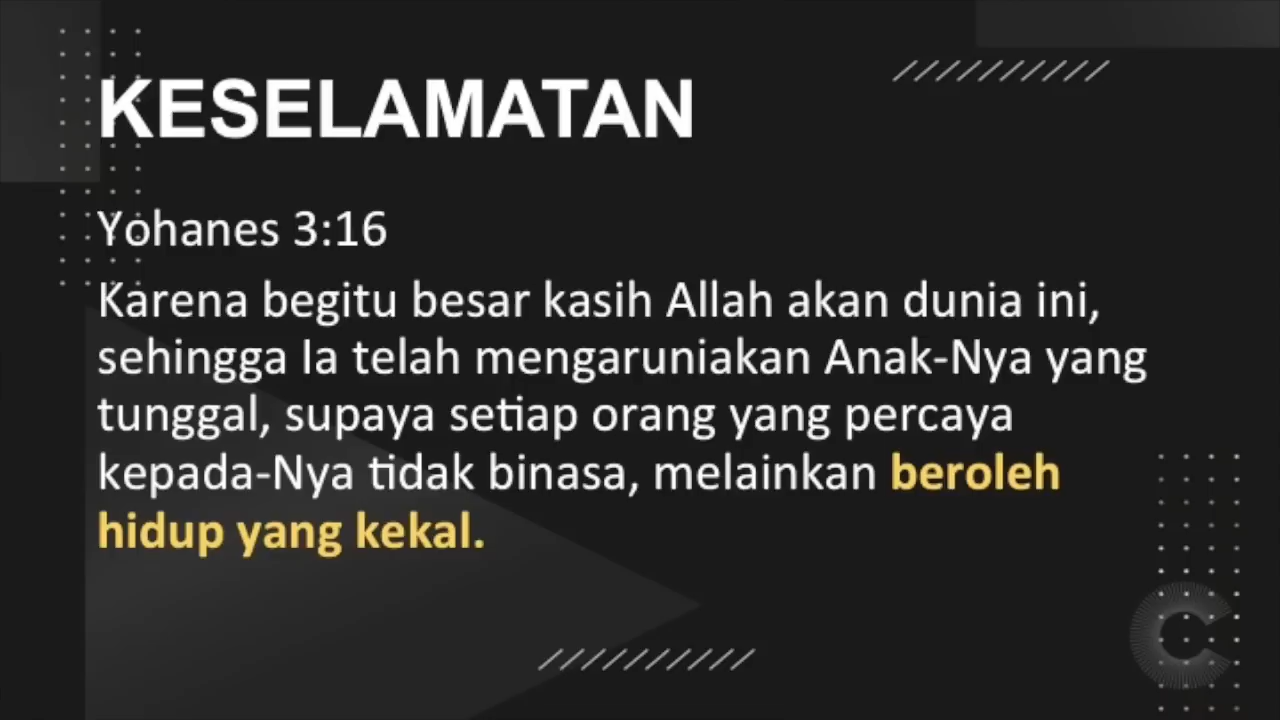 KESELAMATAN
Yohanes 3:16
Karena begitu besar kasih Allah akan dunia ini,
sehingga Ia telah mengaruniakan Anak-Nya yang
tunggal, supaya setiap orang yang percaya
kepada-Nya tidak binasa, melainkan beroleh
hidup yang kekal.